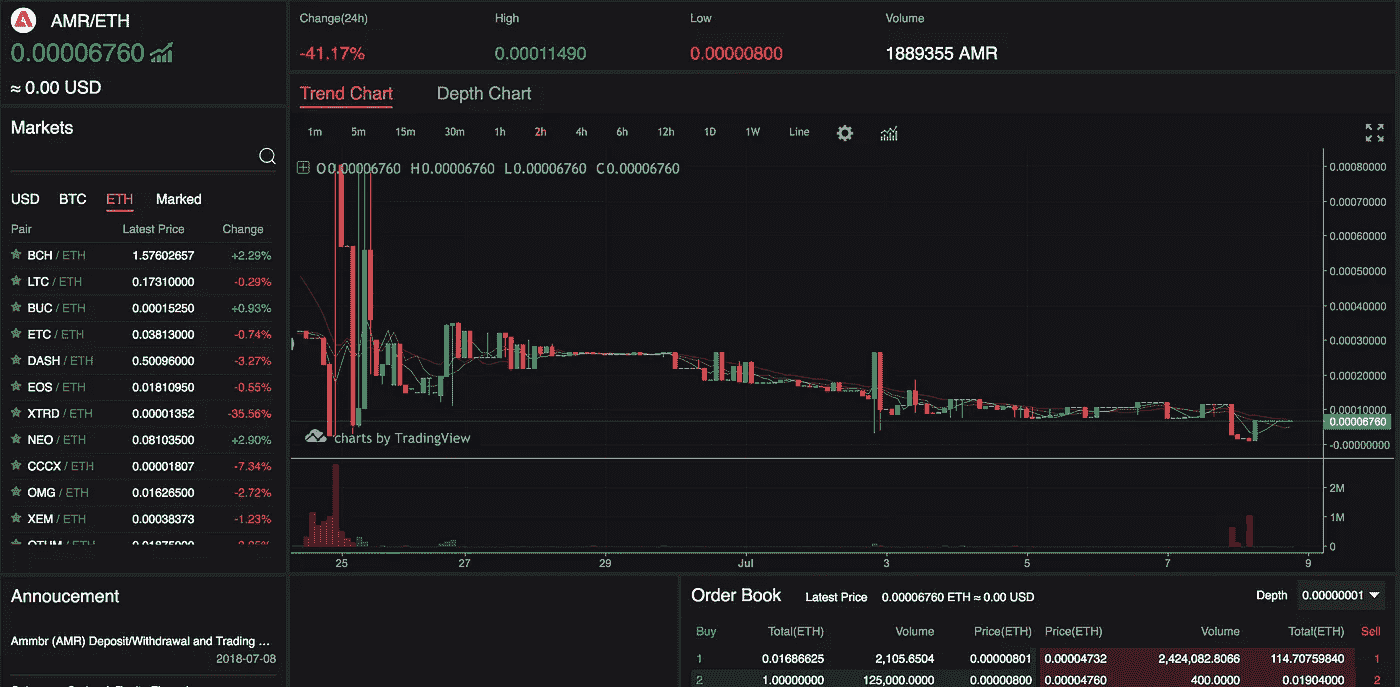 AMR/ETH
0.00006760
≈ 0.00 USD
Change(24h) High Low Volume
-41.17% 0.00011490 0.00000800 1889355 AMR
Markets
USD BTC ETH Marked
Pair Latest Price Change
BCH / ETH 1.57602657 +2.29%
LTC / ETH 0.17310000 -0.29%
BUC / ETH 0.00015250 +0.93%
ETC / ETH 0.03813000 -0.74%
DASH / ETH 0.50096000 -3.27%
EOS / ETH 0.01810950 -0.55%
XTRD / ETH 0.00001352 -35.56%
NEO / ETH 0.08103500 +2.90%
CCCX / ETH 0.00001807 -7.34%
OMG / ETH 0.01626500 -2.72%
XEM / ETH 0.00038373 -1.23%
Trend Chart Depth Chart
1m 5m 15m 30m 1h 2h 4h 6h 12h 1D 1W Line
O0.00006760 H0.00006760 L0.00006760 C0.00006760
0.00080000
0.00070000
0.00060000
0.00050000
0.00040000
0.00030000
0.00020000
0.00010000
0.00006760
-0.00000000
charts by TradingView
2M
1M
0
25 27 29 Jul 3 5 7 9
Annoucement
Ammbr (AMR) Deposit/Withdrawal and Trading ...
2018-07-08
Order Book Latest Price 0.00006760 ETH ≈ 0.00 USD Depth 0.00000001
Buy Total(ETH) Volume Price(ETH) Price(ETH) Volume Total(ETH) Sell
1 0.01686625 2,105.6504 0.00000801 0.00004732 2,424,082.8066 114.70759840 1
2 1.00000000 125,000.0000 0.00000800 0.00004760 400.0000 0.01904000 2